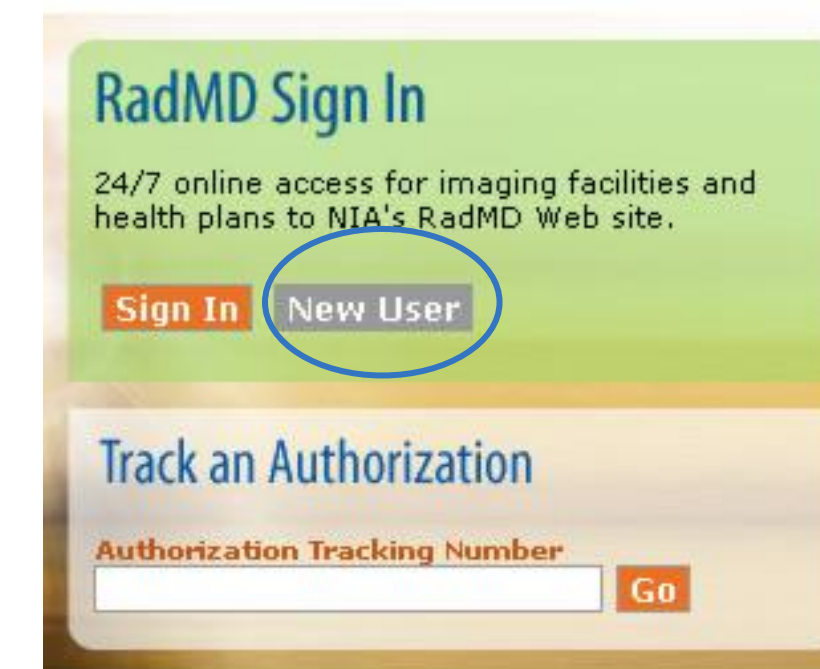 RadMD Sign In
24/7 online access for imaging facilities and
health plans to NIA's RadMD Web site.
Sign In New User
Track an Authorization
Authorization Tracking Number
Go